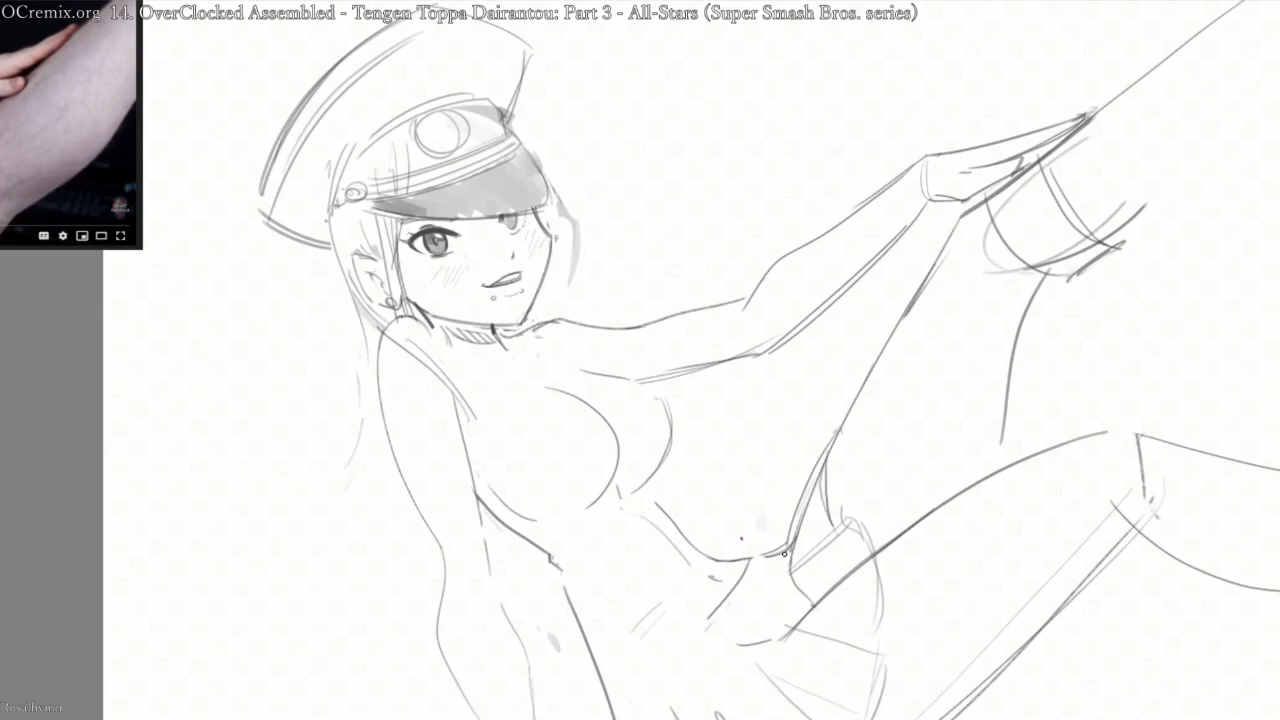 OCremix.org 14. OverClocked Assembled - Tengen Toppa Dairantou: Part 3 - All-Stars (Super Smash Bros. series)